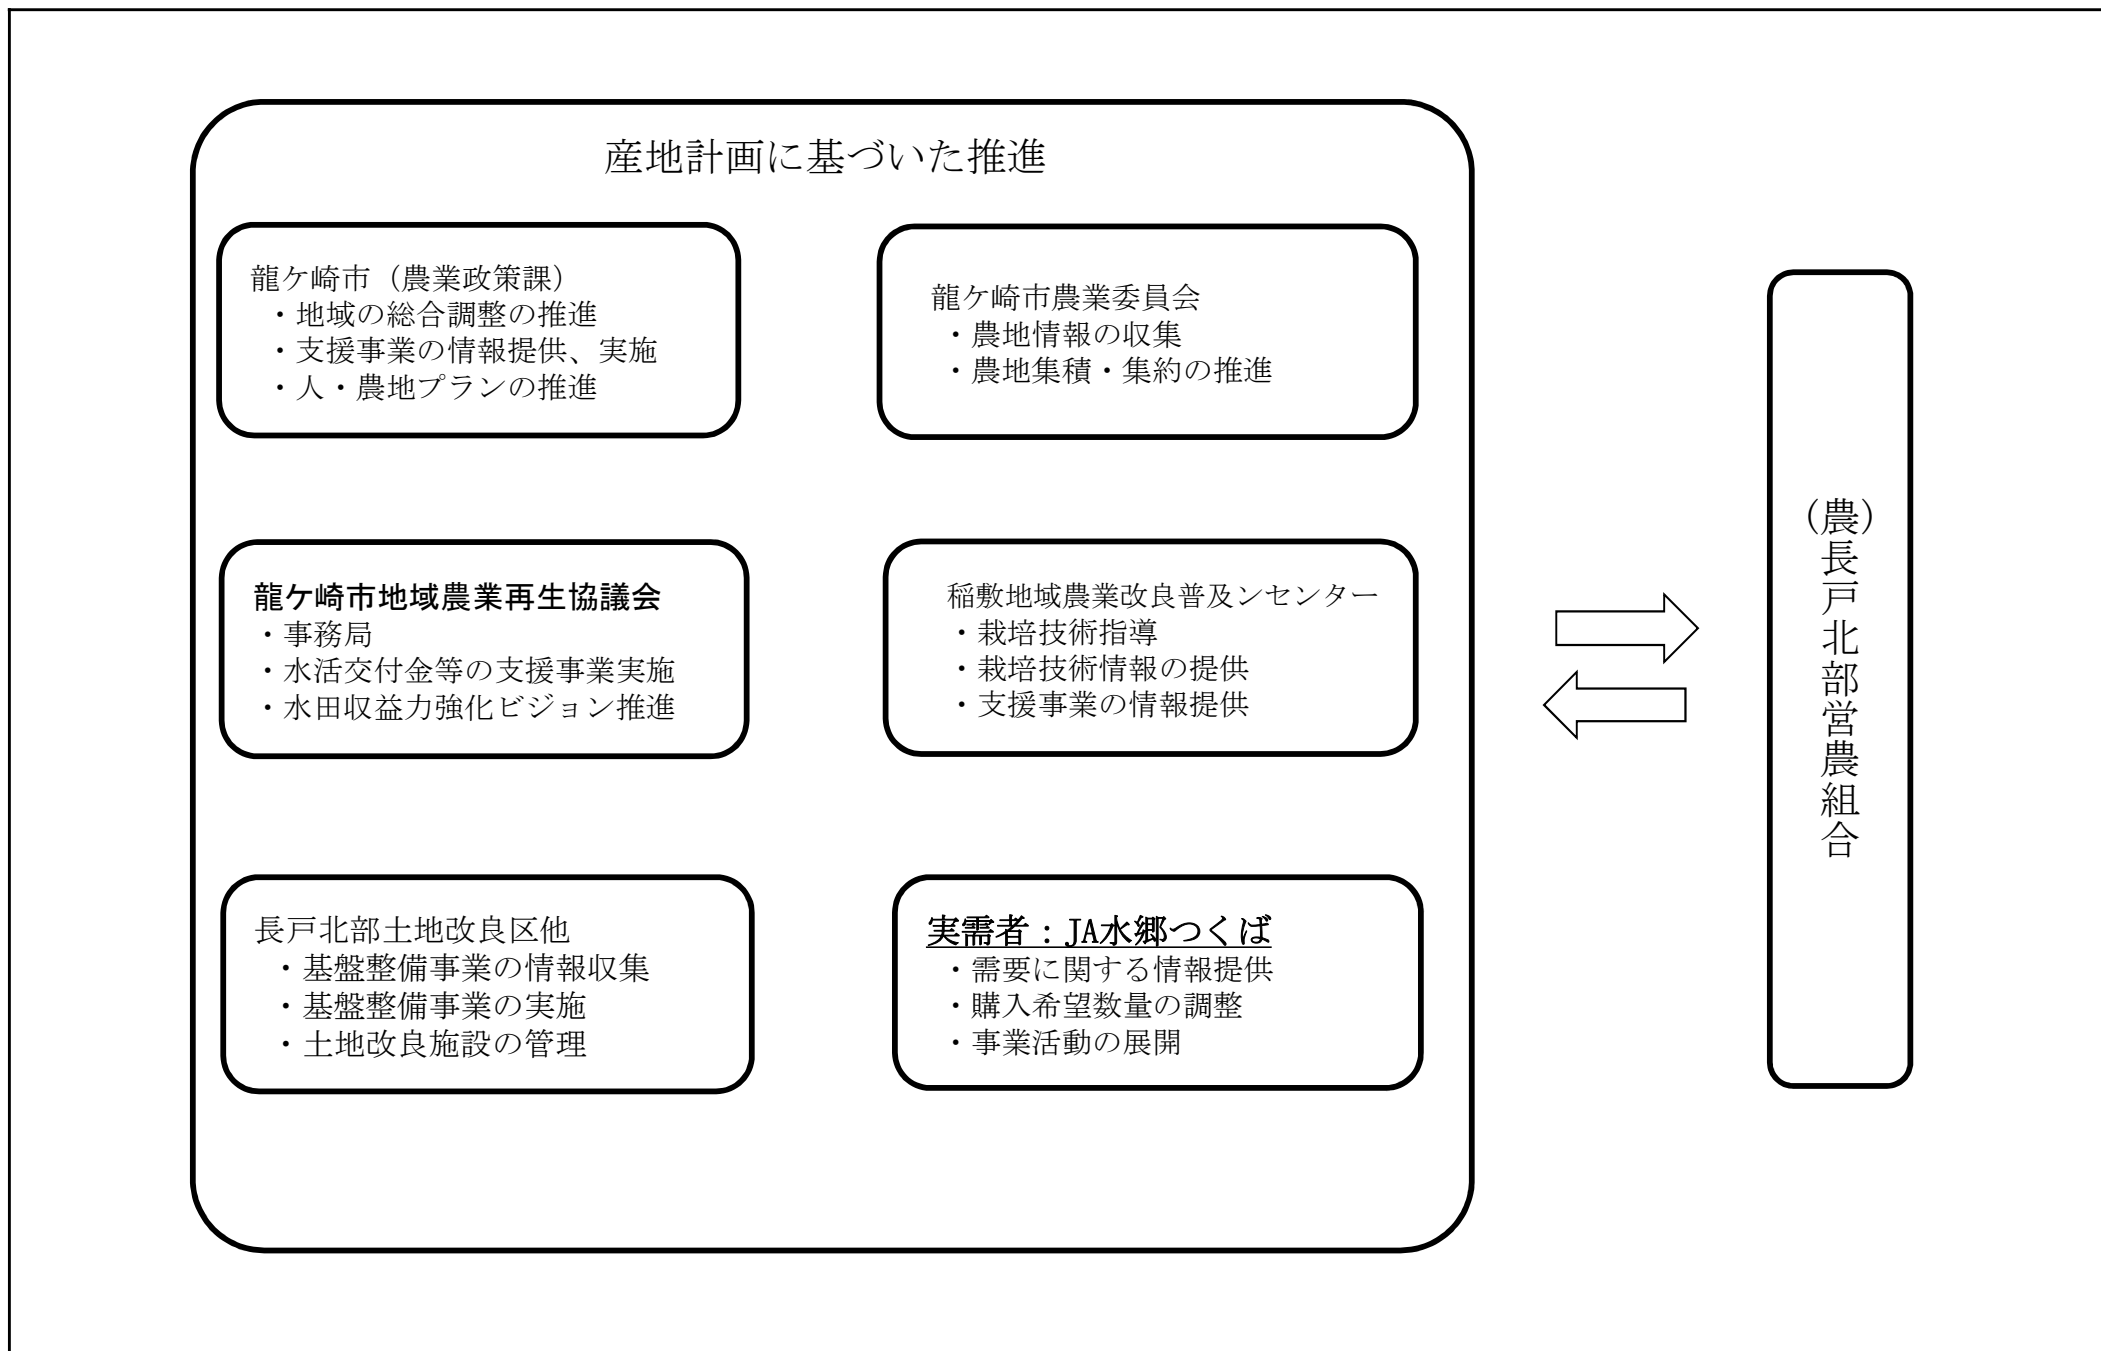 産地計画に基づいた推進
龍ケ崎市（農業政策課）
・地域の総合調整の推進
・支援事業の情報提供、実施
・人・農地プランの推進
龍ケ崎市農業委員会
・農地情報の収集
・農地集積・集約の推進
龍ケ崎市地域農業再生協議会
・事務局
・水活交付金等の支援事業実施
・水田収益力強化ビジョン推進
稲敷地域農業改良普及ンセンター
・栽培技術指導
・栽培技術情報の提供
・支援事業の情報提供
長戸北部土地改良区他
・基盤整備事業の情報収集
・基盤整備事業の実施
・土地改良施設の管理
実需者：JA水郷つくば
・需要に関する情報提供
・購入希望数量の調整
・事業活動の展開
（農）長戸北部営農組合